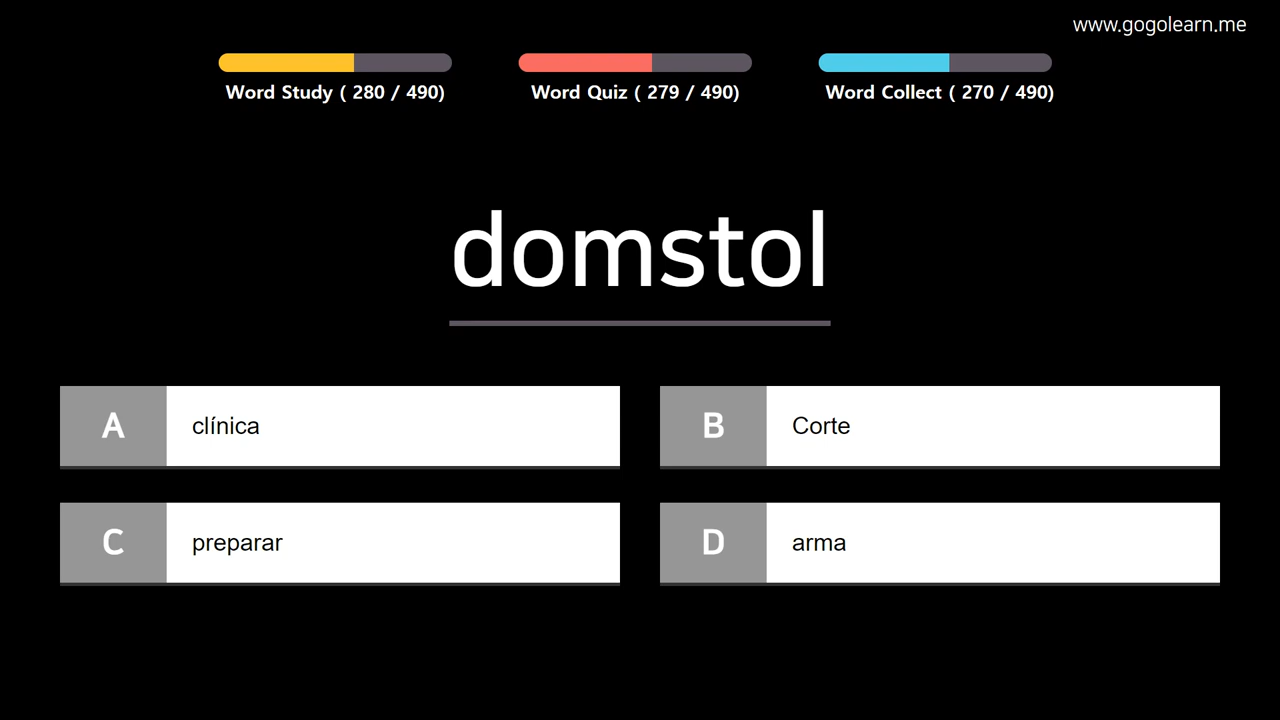 www.gogolearn.me
Word Study ( 280 / 490)
Word Quiz ( 279 / 490)
Word Collect ( 270 / 490)
domstol
A clínica
B Corte
C preparar
D arma